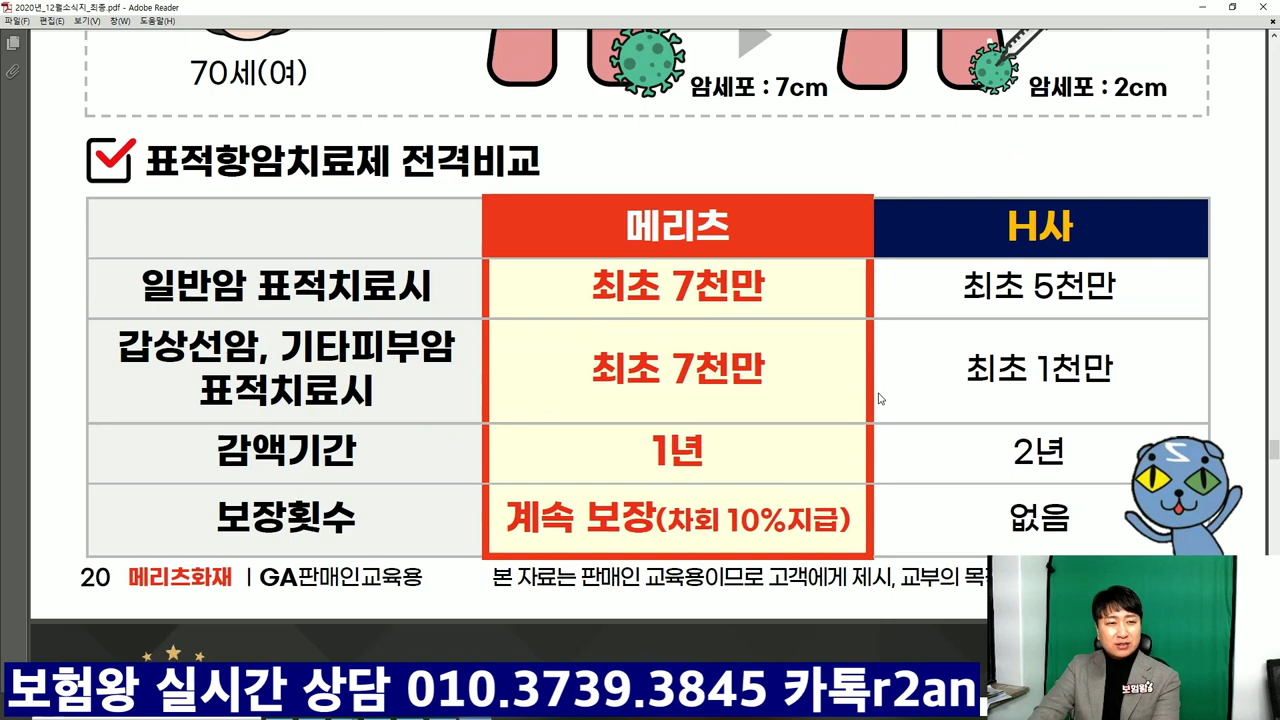 2020년_12월소식지_최종.pdf - Adobe Reader
파일(F) 편집(E) 보기(V) 창(W) 도움말(H)
70세(여)
암세포 : 7cm
암세포 : 2cm
표적항암치료제 전격비교
메리츠 H사
일반암 표적치료시 최초 7천만 최초 5천만
갑상선암, 기타피부암
표적치료시 최초 7천만 최초 1천만
감액기간 1년 2년
보장횟수 계속 보장(차회 10%지급) 없음
20 메리츠화재 | GA판매인교육용 본 자료는 판매인 교육용이므로 고객에게 제시, 교부의 목
보험왕 실시간 상담 010.3739.3845 카톡r2an
보험왕